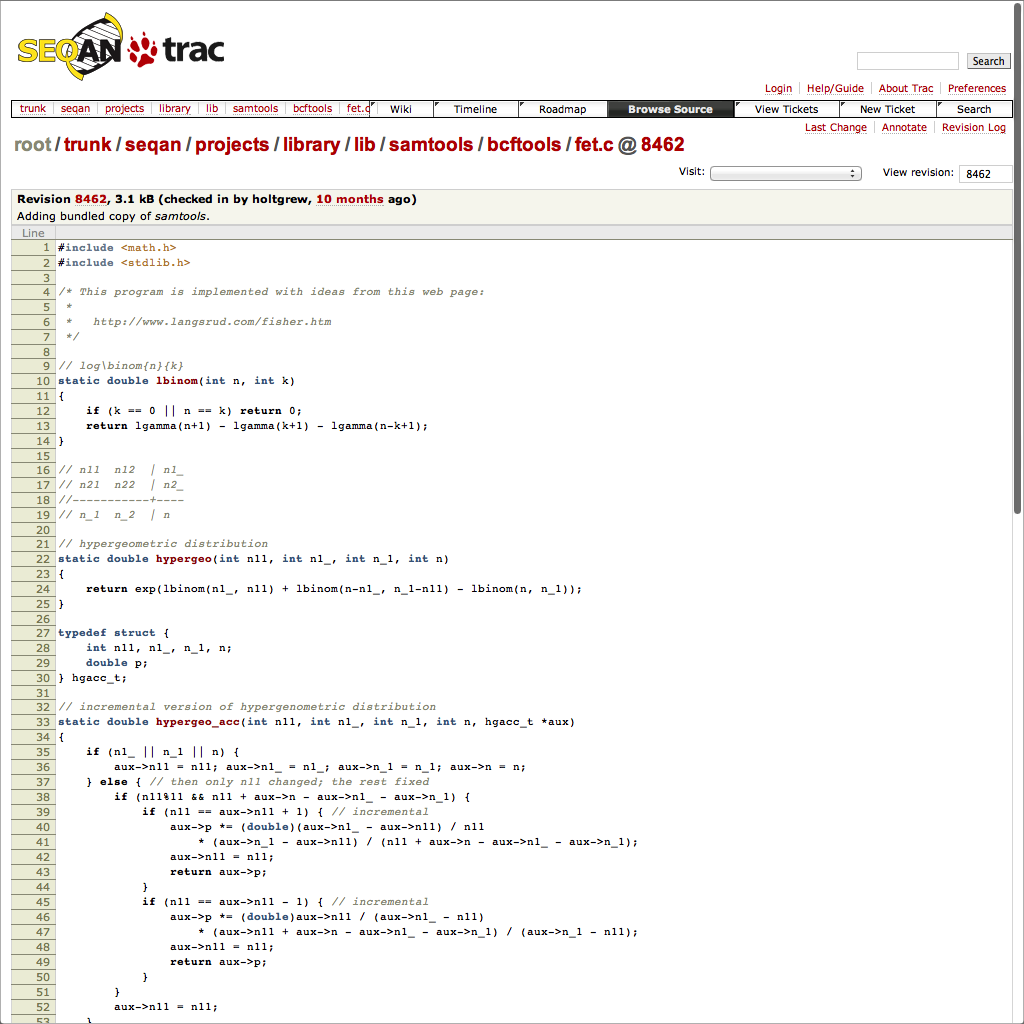 SEQAN trac
Search
Login Help/Guide About Trac Preferences
trunk seqan projects library lib samtools bcftools fet.c Wiki Timeline Roadmap Browse Source View Tickets New Ticket Search
Last Change Annotate Revision Log
root / trunk / seqan / projects / library / lib / samtools / bcftools / fet.c @ 8462
Visit: View revision: 8462
Revision 8462, 3.1 kB (checked in by holtgrew, 10 months ago)
Adding bundled copy of samtools.
Line
1 #include <math.h>
2 #include <stdlib.h>
3
4 /* This program is implemented with ideas from this web page:
5  *
6  *   http://www.langsrud.com/fisher.htm
7  */
8
9 // log\binom{n}{k}
10 static double lbinom(int n, int k)
11 {
12     if (k == 0 || n == k) return 0;
13     return lgamma(n+1) - lgamma(k+1) - lgamma(n-k+1);
14 }
15
16 // n11  n12  | n1_
17 // n21  n22  | n2_
18 //-----------+----
19 // n_1  n_2  | n
20
21 // hypergeometric distribution
22 static double hypergeo(int n11, int n1_, int n_1, int n)
23 {
24     return exp(lbinom(n1_, n11) + lbinom(n-n1_, n_1-n11) - lbinom(n, n_1));
25 }
26
27 typedef struct {
28     int n11, n1_, n_1, n;
29     double p;
30 } hgacc_t;
31
32 // incremental version of hypergenometric distribution
33 static double hypergeo_acc(int n11, int n1_, int n_1, int n, hgacc_t *aux)
34 {
35     if (n1_ || n_1 || n) {
36         aux->n11 = n11; aux->n1_ = n1_; aux->n_1 = n_1; aux->n = n;
37     } else { // then only n11 changed; the rest fixed
38         if (n11%11 && n11 + aux->n - aux->n1_ - aux->n_1) {
39             if (n11 == aux->n11 + 1) { // incremental
40                 aux->p *= (double)(aux->n1_ - aux->n11) / n11
41                     * (aux->n_1 - aux->n11) / (n11 + aux->n - aux->n1_ - aux->n_1);
42                 aux->n11 = n11;
43                 return aux->p;
44             }
45             if (n11 == aux->n11 - 1) { // incremental
46                 aux->p *= (double)aux->n11 / (aux->n1_ - n11)
47                     * (aux->n11 + aux->n - aux->n1_ - aux->n_1) / (aux->n_1 - n11);
48                 aux->n11 = n11;
49                 return aux->p;
50             }
51         }
52         aux->n11 = n11;
53     }